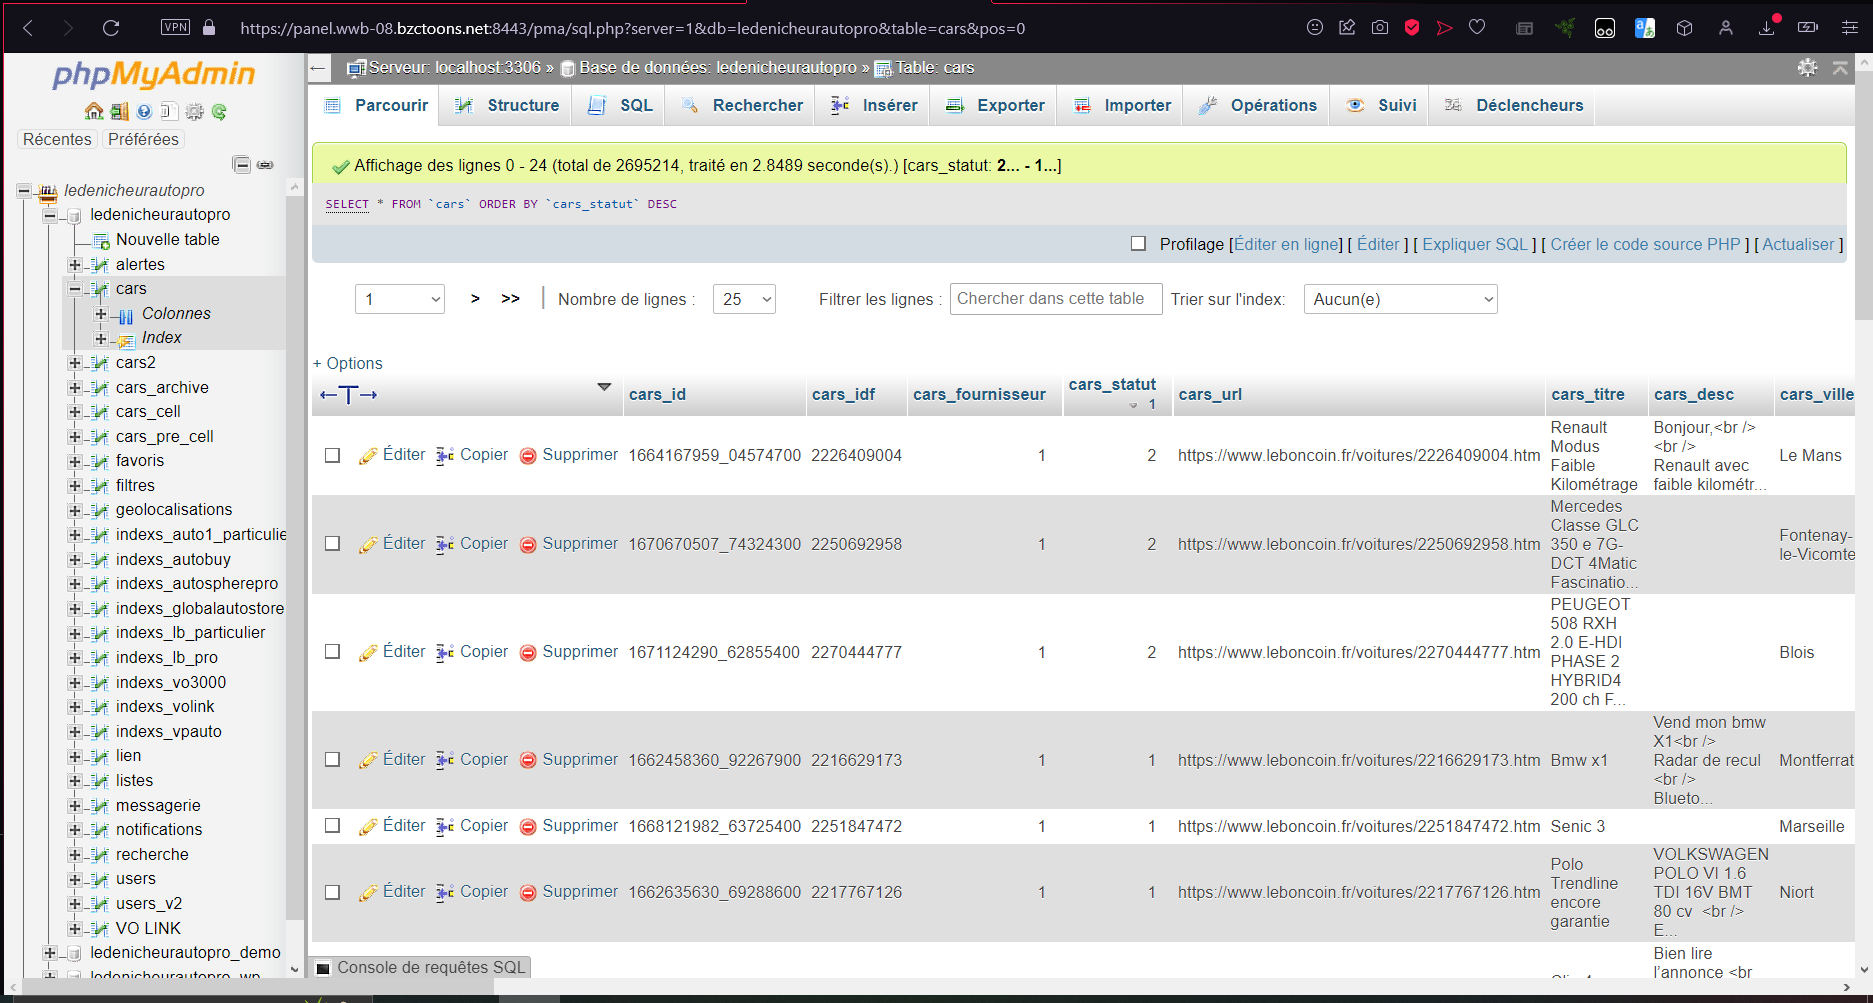 VPN
https://panel.wwb-08.bzctoons.net:8443/pma/sql.php?server=1&db=ledenicheurautopro&table=cars&pos=0
phpMyAdmin
Récentes
Préférées
ledenicheurautopro
ledenicheurautopro
Nouvelle table
alertes
cars
Colonnes
Index
cars2
cars_archive
cars_cell
cars_pre_cell
favoris
filtres
geolocalisations
indexs_auto1_particulie
indexs_autobuy
indexs_autospherepro
indexs_globalautostore
indexs_lb_particulier
indexs_lb_pro
indexs_vo3000
indexs_volink
indexs_vpauto
lien
listes
messagerie
notifications
recherche
users
users_v2
VO LINK
ledenicheurautopro_demo
ledenicheurautopro_wp
Serveur: localhost:3306 » Base de données: ledenicheurautopro » Table: cars
Parcourir Structure SQL Rechercher Insérer Exporter Importer Opérations Suivi Déclencheurs
Affichage des lignes 0 - 24 (total de 2695214, traité en 2.8489 seconde(s).) [cars_statut: 2... - 1...]
SELECT * FROM `cars` ORDER BY `cars_statut` DESC
Profilage [Éditer en ligne] [ Éditer ] [ Expliquer SQL ] [ Créer le code source PHP ] [ Actualiser ]
1 > >> | Nombre de lignes : 25 Filtrer les lignes : Chercher dans cette table Trier sur l'index: Aucun(e)
+ Options
←T→ cars_id cars_idf cars_fournisseur cars_statut 1 cars_url cars_titre cars_desc cars_ville
Éditer Copier Supprimer 1664167959_04574700 2226409004 1 2 https://www.leboncoin.fr/voitures/2226409004.htm
Renault
Modus
Faible
Kilométrage
Bonjour,<br />
<br />
Renault avec
faible kilométr...
Le Mans
Éditer Copier Supprimer 1670670507_74324300 2250692958 1 2 https://www.leboncoin.fr/voitures/2250692958.htm
Mercedes
Classe GLC
350 e 7G-
DCT 4Matic
Fascinatio...
Fontenay-
le-Vicomte
Éditer Copier Supprimer 1671124290_62855400 2270444777 1 2 https://www.leboncoin.fr/voitures/2270444777.htm
PEUGEOT
508 RXH
2.0 E-HDI
PHASE 2
HYBRID4
200 ch F...
Blois
Éditer Copier Supprimer 1662458360_92267900 2216629173 1 1 https://www.leboncoin.fr/voitures/2216629173.htm
Bmw x1
Vend mon bmw
X1<br />
Radar de recul
<br />
Blueto...
Montferrat
Éditer Copier Supprimer 1668121982_63725400 2251847472 1 1 https://www.leboncoin.fr/voitures/2251847472.htm
Senic 3
Marseille
Éditer Copier Supprimer 1662635630_69288600 2217767126 1 1 https://www.leboncoin.fr/voitures/2217767126.htm
Polo
Trendline
encore
garantie
VOLKSWAGEN
POLO VI 1.6
TDI 16V BMT
80 cv <br />
E...
Niort
Bien lire
l'annonce <br
Console de requêtes SQL